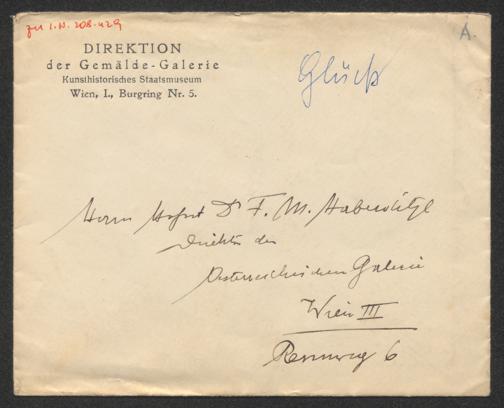 zu I.N. 208.429
A.
DIREKTION
der Gemälde-Galerie
Kunsthistorisches Staatsmuseum
Wien, I., Burgring Nr. 5.
Glück
Herrn Hofrat Dr F. M. Haberditzl
Direktor der
Österreichischen Galerie
Wien III
Rennweg 6